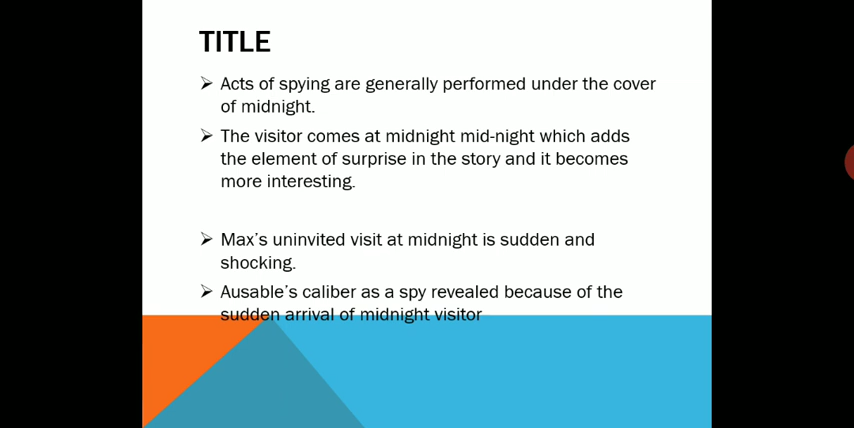 TITLE
➢ Acts of spying are generally performed under the cover
of midnight.
➢ The visitor comes at midnight mid-night which adds
the element of surprise in the story and it becomes
more interesting.
➢ Max's uninvited visit at midnight is sudden and
shocking.
➢ Ausable's caliber as a spy revealed because of the
sudden arrival of midnight visitor